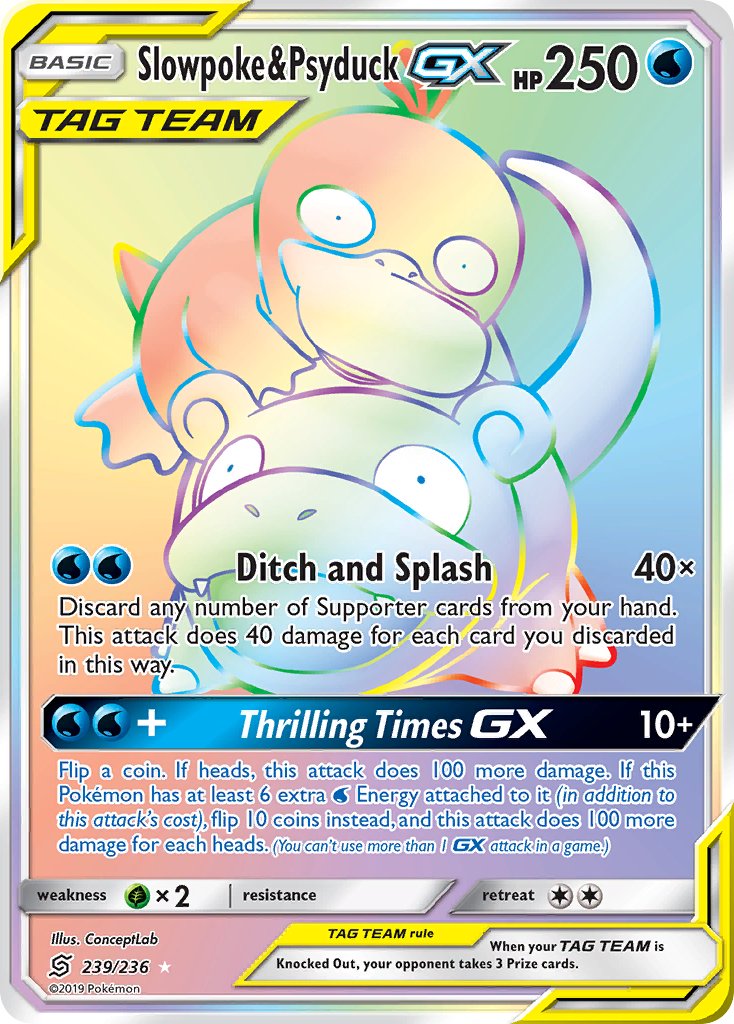 BASIC Slowpoke&Psyduck GX HP 250
TAG TEAM
Ditch and Splash 40×
Discard any number of Supporter cards from your hand.
This attack does 40 damage for each card you discarded
in this way.
+ Thrilling Times GX 10+
Flip a coin. If heads, this attack does 100 more damage. If this
Pokémon has at least 6 extra Energy attached to it (in addition to
this attack's cost), flip 10 coins instead, and this attack does 100 more
damage for each heads. (You can't use more than 1 GX attack in a game.)
weakness × 2 resistance retreat
Illus. ConceptLab
239/236
©2019 Pokémon
TAG TEAM rule
When your TAG TEAM is
Knocked Out, your opponent takes 3 Prize cards.